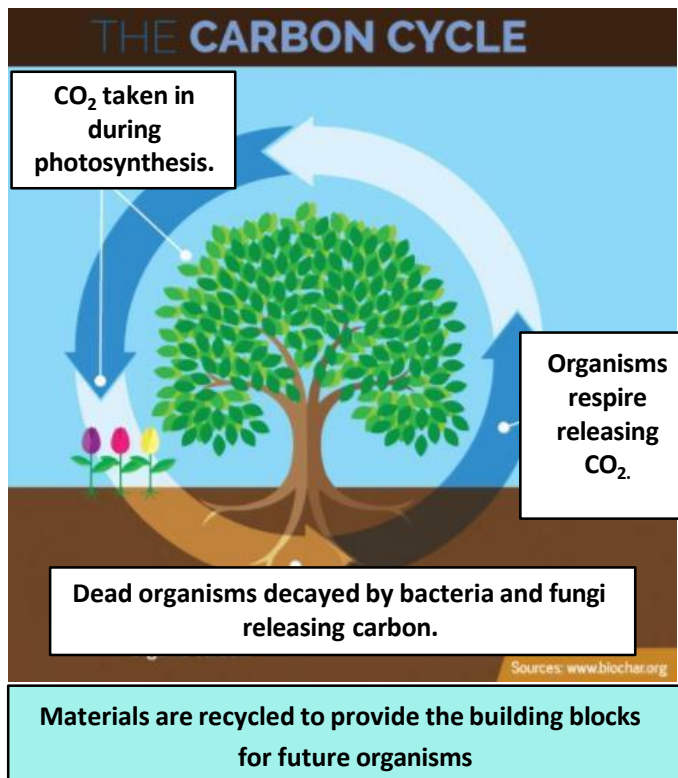 THE CARBON CYCLE
CO₂ taken in
during
photosynthesis.
Organisms
respire
releasing
CO₂.
Dead organisms decayed by bacteria and fungi
releasing carbon.
Sources: www.biochar.org
Materials are recycled to provide the building blocks
for future organisms